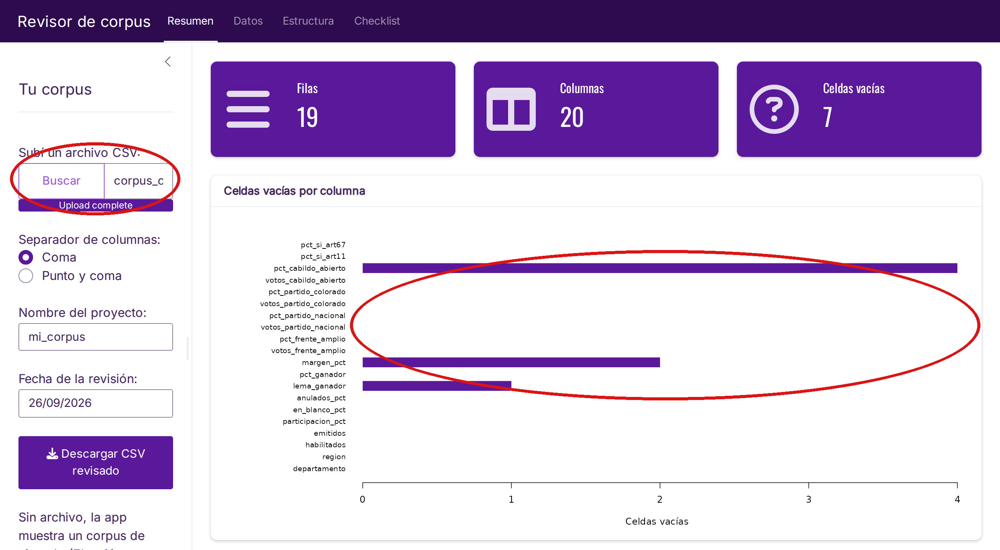 Revisor de corpus
Resumen
Datos
Estructura
Checklist
Tu corpus
Subí un archivo CSV:
Buscar
corpus_c
Upload complete
Separador de columnas:
Coma
Punto y coma
Nombre del proyecto:
mi_corpus
Fecha de la revisión:
26/09/2026
Descargar CSV
revisado
Sin archivo, la app
muestra un corpus de
Filas
19
Columnas
20
Celdas vacías
7
Celdas vacías por columna
pct_si_art67
pct_si_art11
pct_cabildo_abierto
votos_cabildo_abierto
pct_partido_colorado
votos_partido_colorado
pct_partido_nacional
votos_partido_nacional
pct_frente_amplio
votos_frente_amplio
margen_pct
pct_ganador
lema_ganador
anulados_pct
en_blanco_pct
participacion_pct
emitidos
habilitados
region
departamento
0 1 2 3 4
Celdas vacías